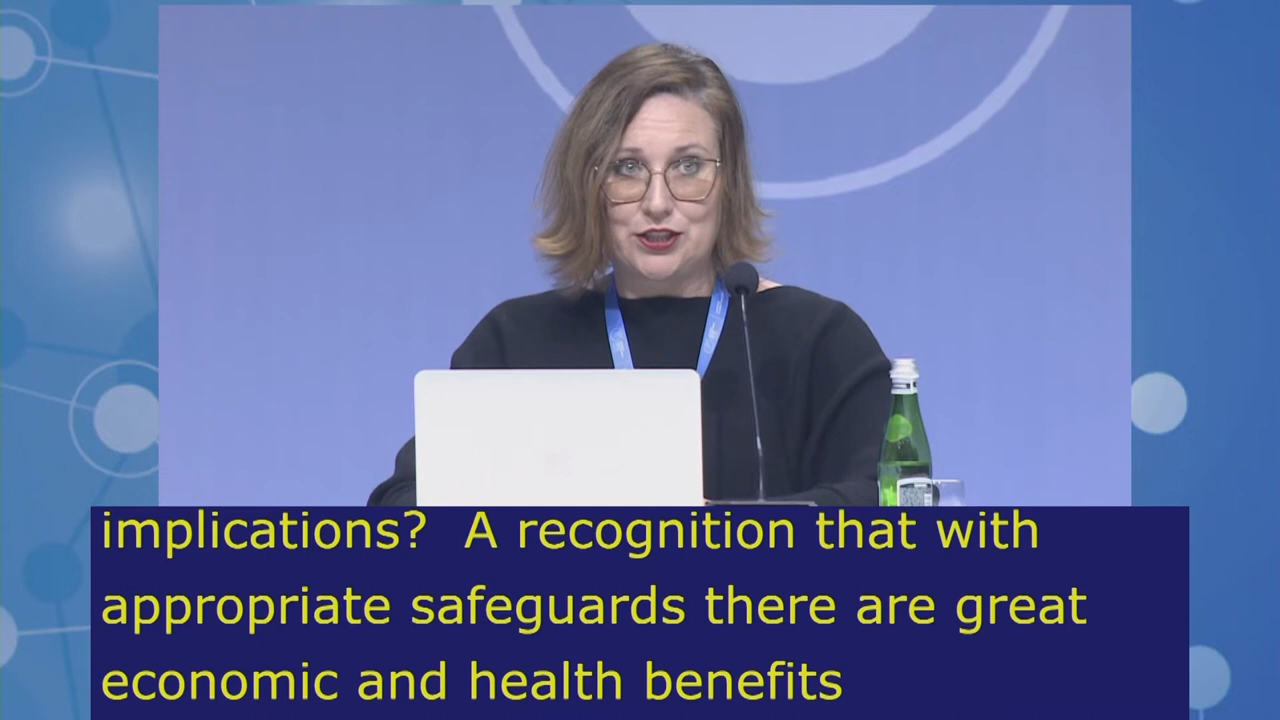 implications?  A recognition that with
appropriate safeguards there are great
economic and health benefits